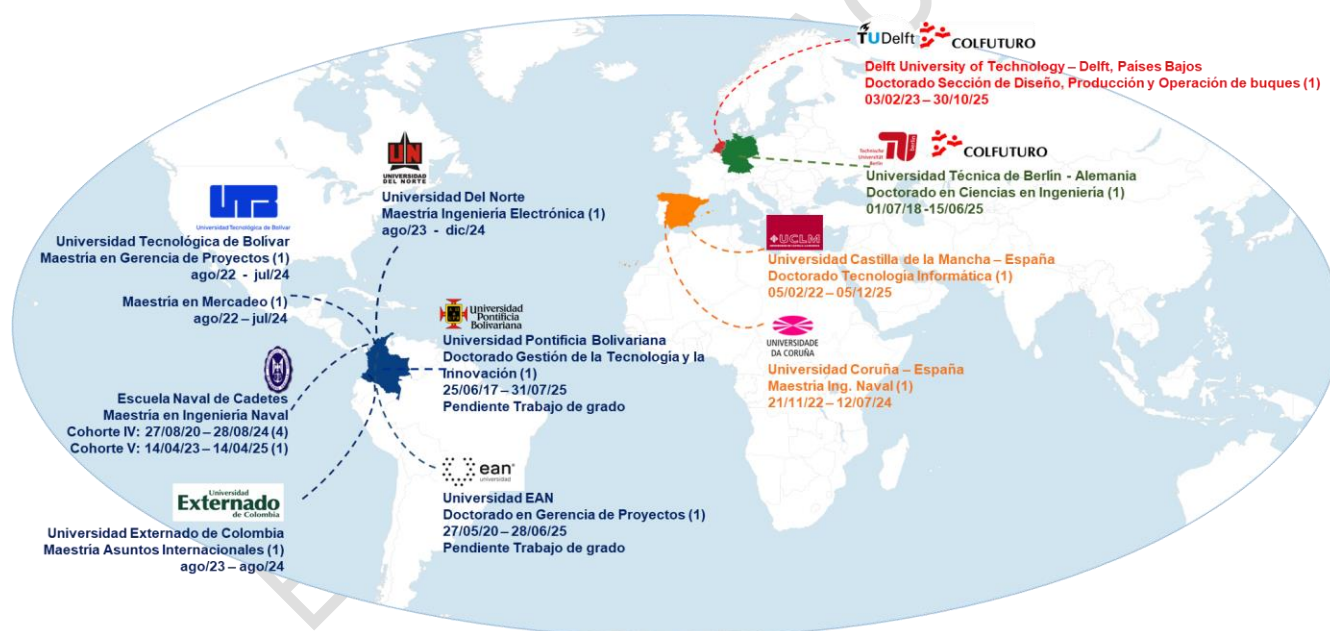 TUDelft COLFUTURO
Delft University of Technology – Delft, Países Bajos
Doctorado Sección de Diseño, Producción y Operación de buques (1)
03/02/23 – 30/10/25
Technische
Universität
Berlin
berlin
COLFUTURO
Universidad Técnica de Berlín - Alemania
Doctorado en Ciencias en Ingeniería (1)
01/07/18 -15/06/25
UN
UNIVERSIDAD
DEL NORTE
Universidad Del Norte
Maestría Ingeniería Electrónica (1)
ago/23 - dic/24
UTB
Universidad Tecnológica de Bolívar
Universidad Tecnológica de Bolívar
Maestría en Gerencia de Proyectos (1)
ago/22 - jul/24
Maestría en Mercadeo (1)
ago/22 – jul/24
UCLM
Universidad Castilla de la Mancha – España
Doctorado Tecnología Informática (1)
05/02/22 – 05/12/25
Universidad
Pontificia
Bolivariana
Universidad Pontificia Bolivariana
Doctorado Gestión de la Tecnología y la
Innovación (1)
25/06/17 – 31/07/25
Pendiente Trabajo de grado
UNIVERSIDADE
DA CORUÑA
Universidad Coruña – España
Maestria Ing. Naval (1)
21/11/22 – 12/07/24
Escuela Naval de Cadetes
Maestría en Ingeniería Naval
Cohorte IV: 27/08/20 – 28/08/24 (4)
Cohorte V: 14/04/23 – 14/04/25 (1)
ean
universidad
Universidad EAN
Doctorado en Gerencia de Proyectos (1)
27/05/20 – 28/06/25
Pendiente Trabajo de grado
Universidad
Externado
de Colombia
Universidad Externado de Colombia
Maestría Asuntos Internacionales (1)
ago/23 – ago/24